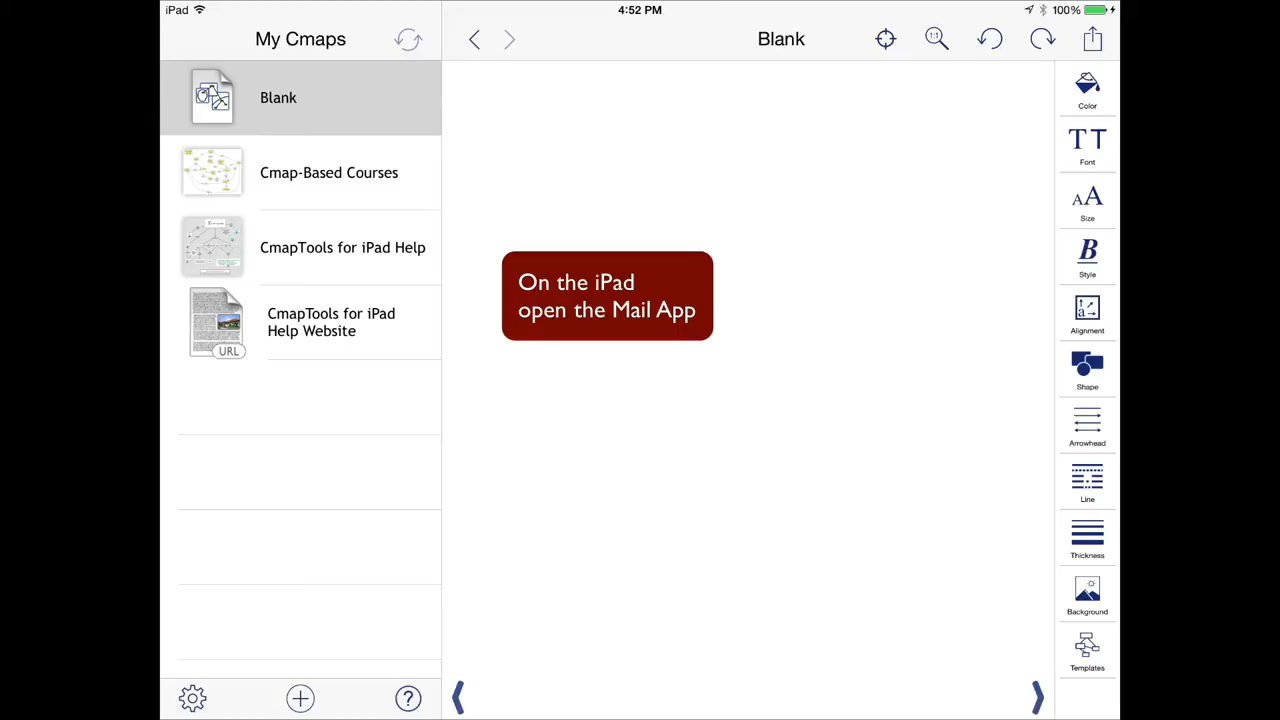 iPad
4:52 PM
100%
My Cmaps
Blank
1:1
Blank
Cmap-Based Courses
CmapTools for iPad Help
CmapTools for iPad
Help Website
URL
On the iPad
open the Mail App
Color
TT
Font
AA
Size
B
Style
a
Alignment
Shape
Arrowhead
Line
Thickness
Background
Templates
?